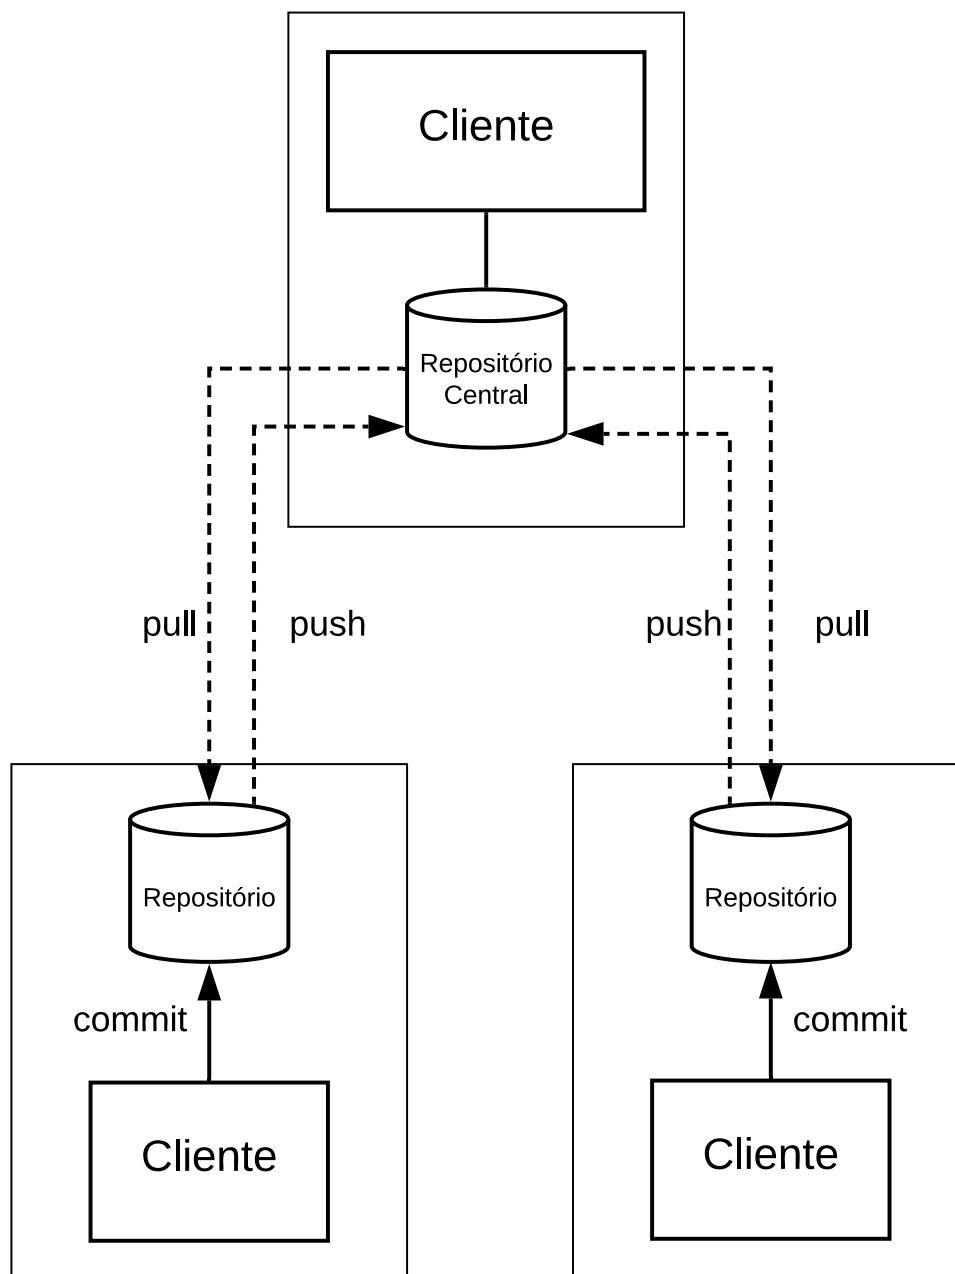 Cliente
Repositório
Central
pull
push
push
pull
Repositório
Repositório
commit
commit
Cliente
Cliente